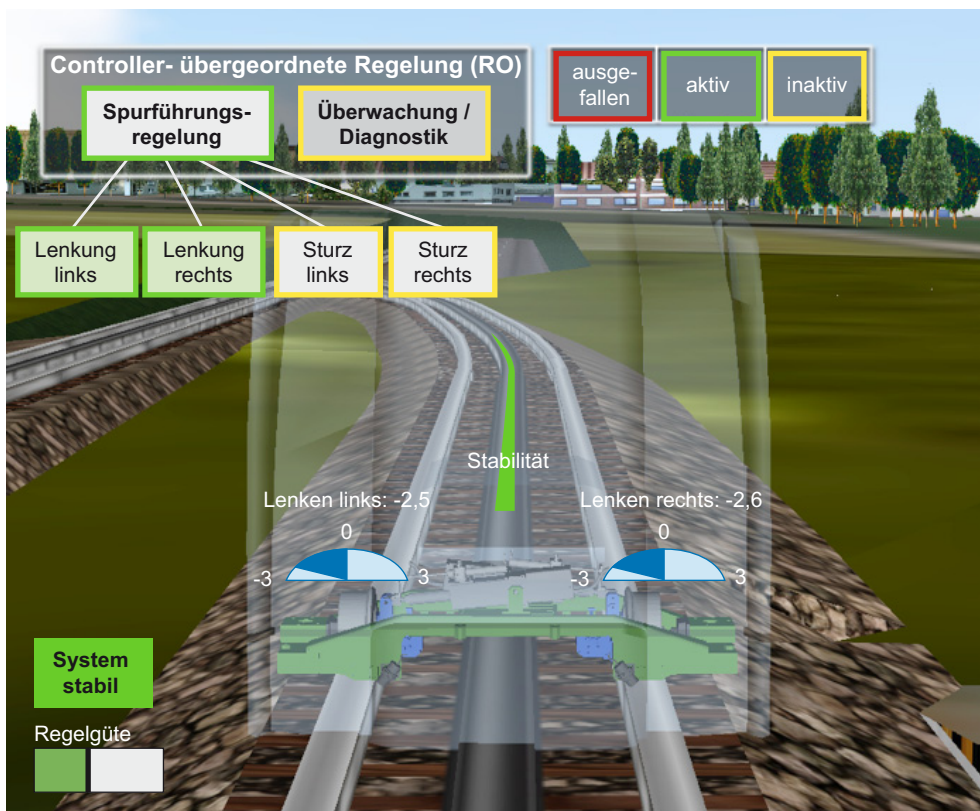 Controller- übergeordnete Regelung (RO)
Spurführungs-
regelung
Überwachung /
Diagnostik
ausge-
fallen
aktiv
inaktiv
Lenkung
links
Lenkung
rechts
Sturz
links
Sturz
rechts
Stabilität
Lenken links: -2,5
0
-3
3
Lenken rechts: -2,6
0
-3
3
System
stabil
Regelgüte